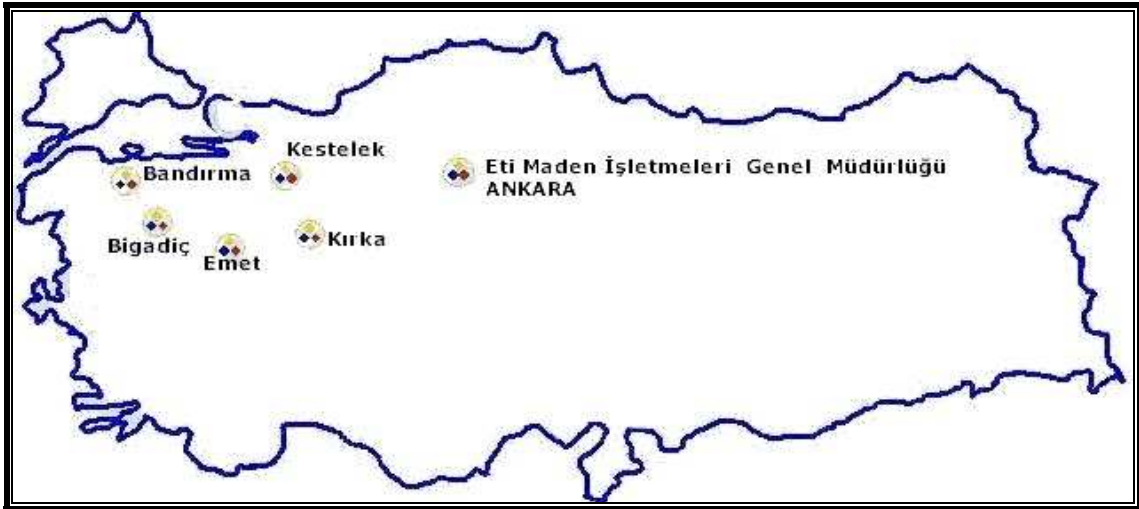 Kestelek
Bandırma
Eti Maden İşletmeleri Genel Müdürlüğü
ANKARA
Bigadiç
Kırka
Emet